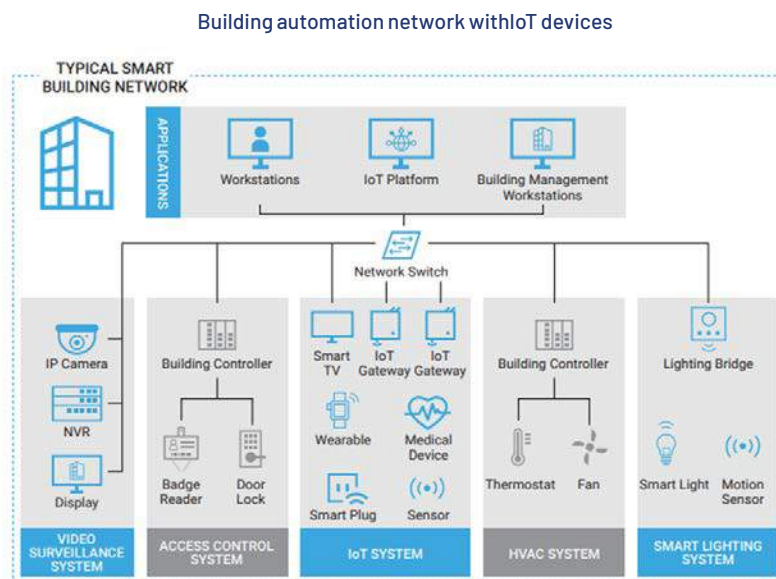 Building automation network withIoT devices
TYPICAL SMART
BUILDING NETWORK
APPLICATIONS
Workstations
IoT Platform
Building Management
Workstations
Network Switch
IP Camera
NVR
Display
VIDEO
SURVEILLANCE
SYSTEM
Building Controller
Badge
Reader
Door
Lock
ACCESS CONTROL
SYSTEM
Smart
TV
IoT
Gateway
IoT
Gateway
Wearable
Medical
Device
Smart Plug
Sensor
IoT SYSTEM
Building Controller
Thermostat
Fan
HVAC SYSTEM
Lighting Bridge
Smart Light
Motion
Sensor
SMART LIGHTING
SYSTEM